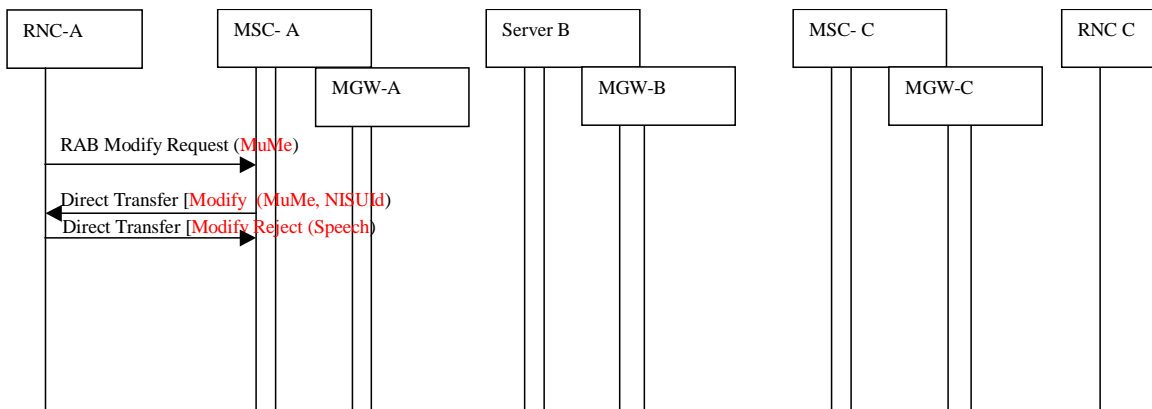 RNC-A
MSC- A
Server B
MSC- C
RNC C
MGW-A
MGW-B
MGW-C
RAB Modify Request (MuMe)
Direct Transfer [Modify  (MuMe, NISUId)
Direct Transfer [Modify Reject (Speech)